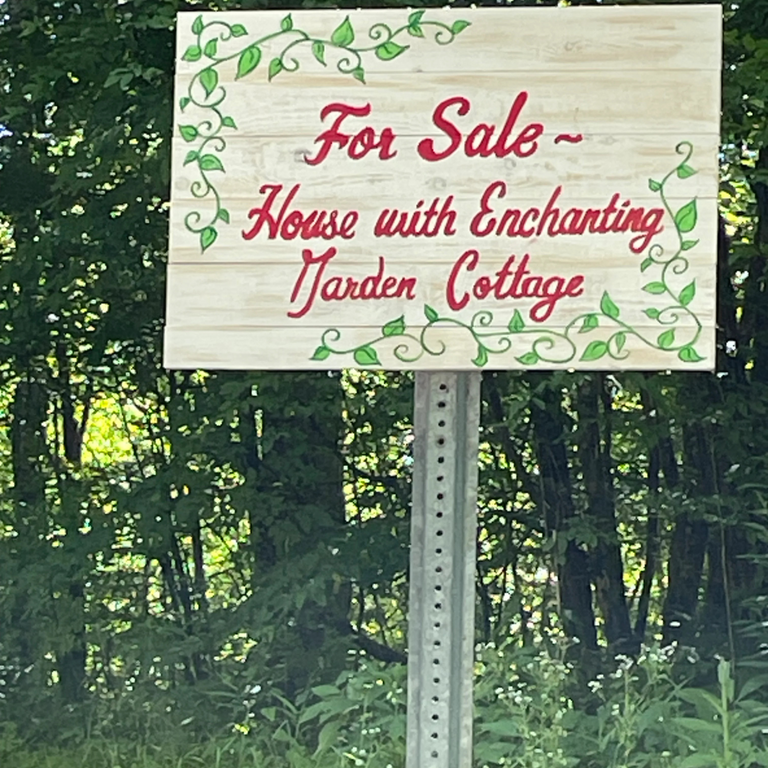 For Sale ~
House with Enchanting
Garden Cottage